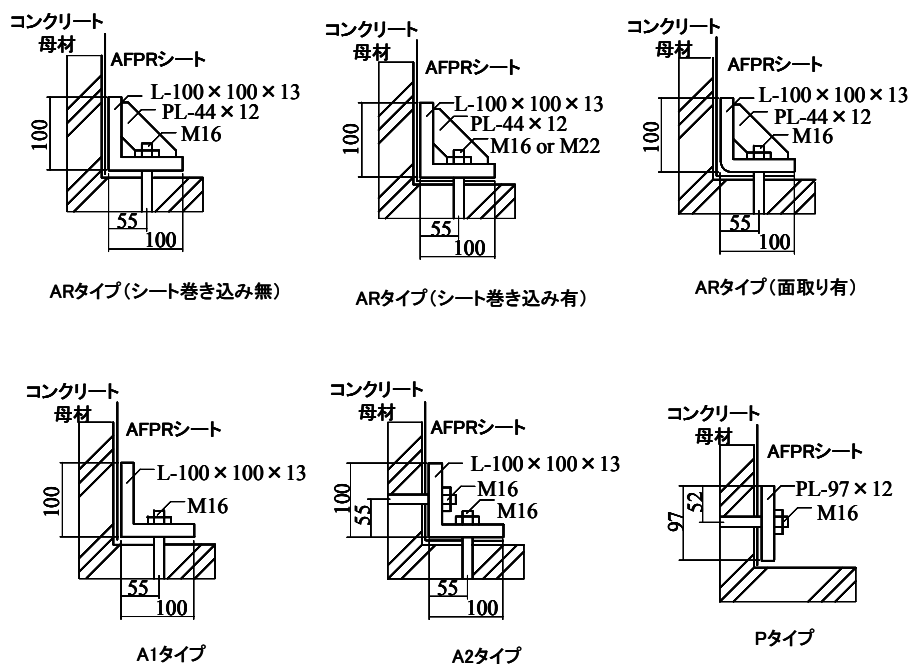 コンクリート
母材
AFPRシート
L-100×100×13
PL-44×12
M16
100
55
100
ARタイプ（シート巻き込み無）
コンクリート
母材
AFPRシート
L-100×100×13
PL-44×12
M16 or M22
100
55
100
ARタイプ（シート巻き込み有）
コンクリート
母材
AFPRシート
L-100×100×13
PL-44×12
M16
100
55
100
ARタイプ（面取り有）
コンクリート
母材
AFPRシート
L-100×100×13
M16
100
55
100
A1タイプ
コンクリート
母材
AFPRシート
L-100×100×13
M16
M16
100
55
55
100
A2タイプ
コンクリート
母材
AFPRシート
PL-97×12
M16
97
52
Pタイプ